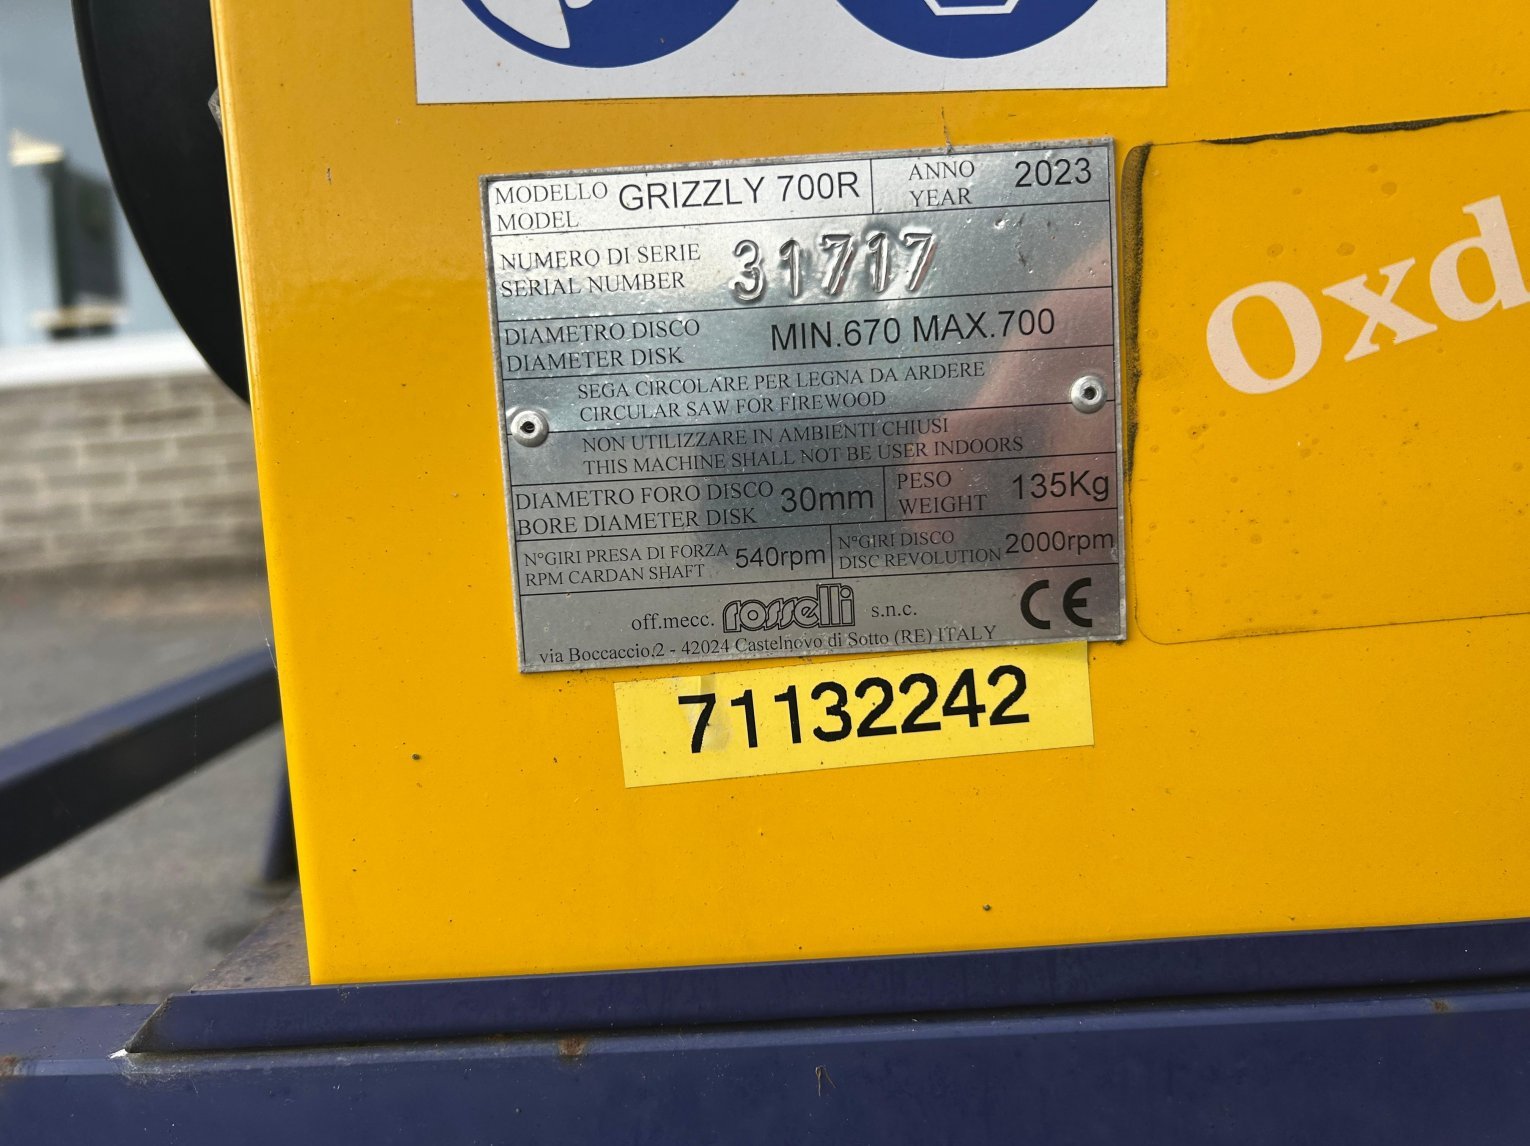 MODELLO GRIZZLY 700R ANNO 2023
MODEL YEAR
NUMERO DI SERIE 31717
SERIAL NUMBER
DIAMETRO DISCO MIN.670 MAX.700
DIAMETER DISK
SEGA CIRCOLARE PER LEGNA DA ARDERE
CIRCULAR SAW FOR FIREWOOD
NON UTILIZZARE IN AMBIENTI CHIUSI
THIS MACHINE SHALL NOT BE USER INDOORS
DIAMETRO FORO DISCO 30mm PESO 135Kg
BORE DIAMETER DISK WEIGHT
N°GIRI PRESA DI FORZA 540rpm N°GIRI DISCO 2000rpm
RPM CARDAN SHAFT DISC REVOLUTION
off.mecc. rosselli s.n.c. CE
via Boccaccio,2 - 42024 Castelnovo di Sotto (RE) ITALY
71132242
Oxd